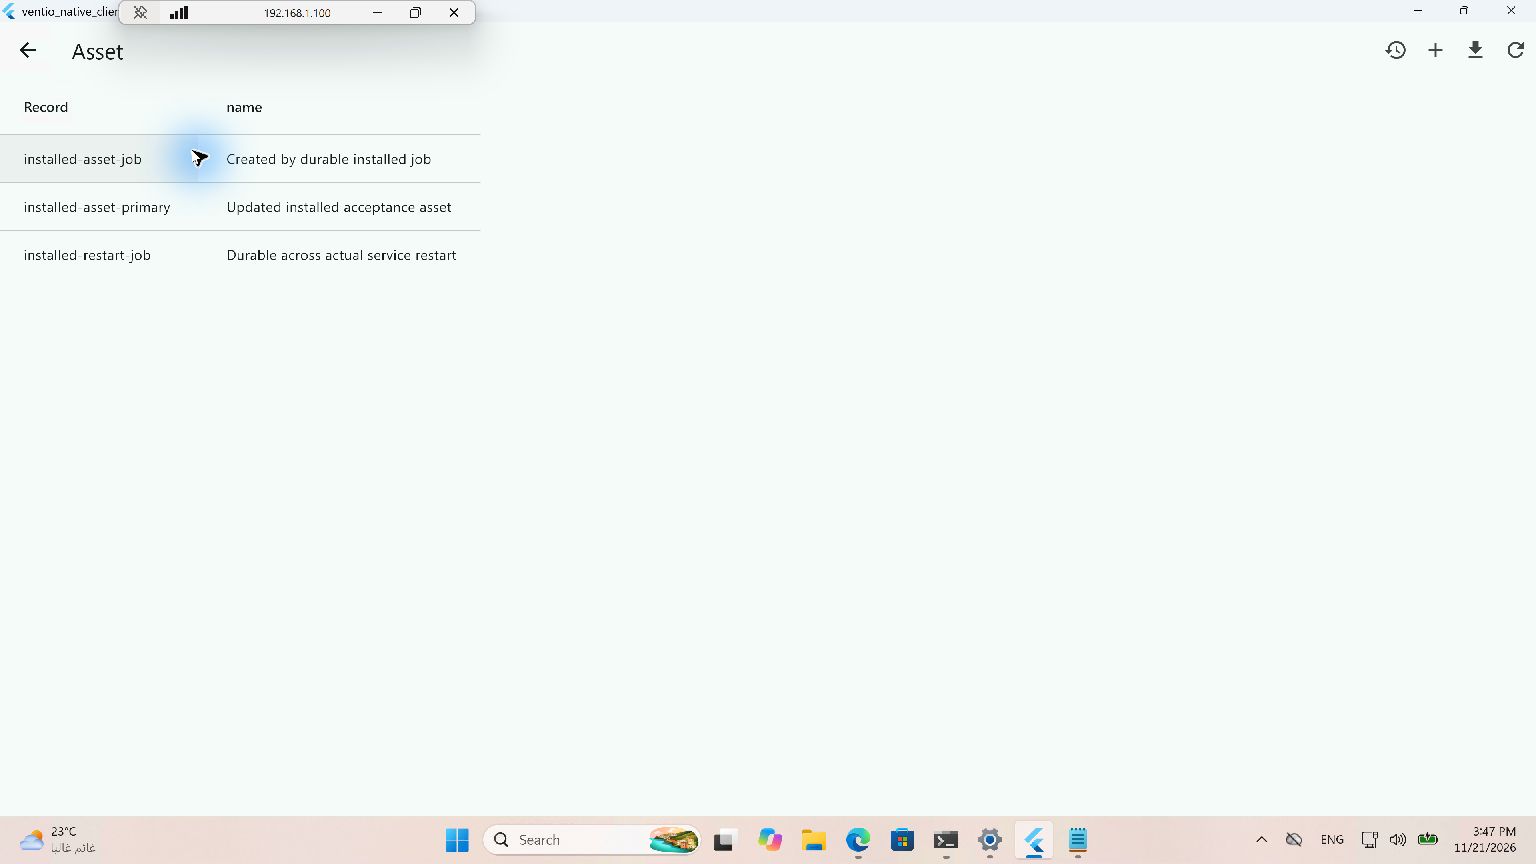 ventio_native_clien
192.168.1.100
Asset
Record name
installed-asset-job Created by durable installed job
installed-asset-primary Updated installed acceptance asset
installed-restart-job Durable across actual service restart
23°C
غائم غالبا
Search
ENG
3:47 PM
11/21/2026